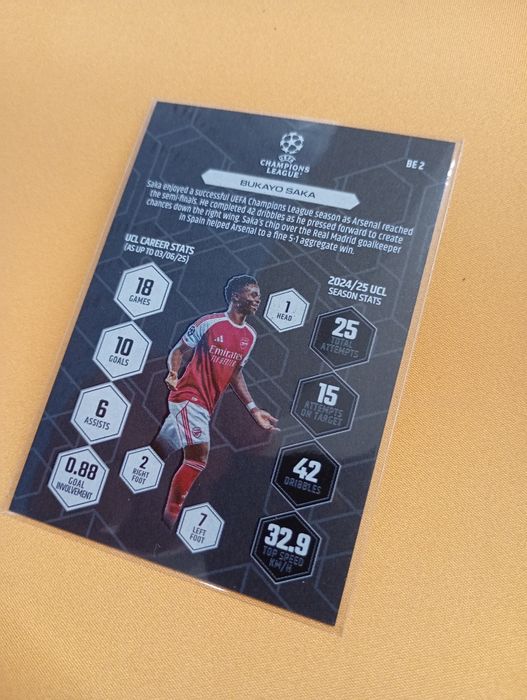 UEFA
CHAMPIONS
LEAGUE
BE 2
BUKAYO SAKA
Saka enjoyed a successful UEFA Champions League season as Arsenal reached
the semi-finals. He completed 42 dribbles as he pressed forward to create
chances down the right wing. Saka's chip over the Real Madrid goalkeeper
in Spain helped Arsenal to a fine 5-1 aggregate win.
UCL CAREER STATS
(AS UP TO 03/06/25)
18
GAMES
10
GOALS
6
ASSISTS
0.88
GOAL
INVOLVEMENT
1
HEAD
2
RIGHT
FOOT
7
LEFT
FOOT
Emirates
FLY BETTER
2024/25 UCL
SEASON STATS
25
TOTAL
ATTEMPTS
15
ATTEMPTS
ON TARGET
42
DRIBBLES
32.9
TOP SPEED
KM/H